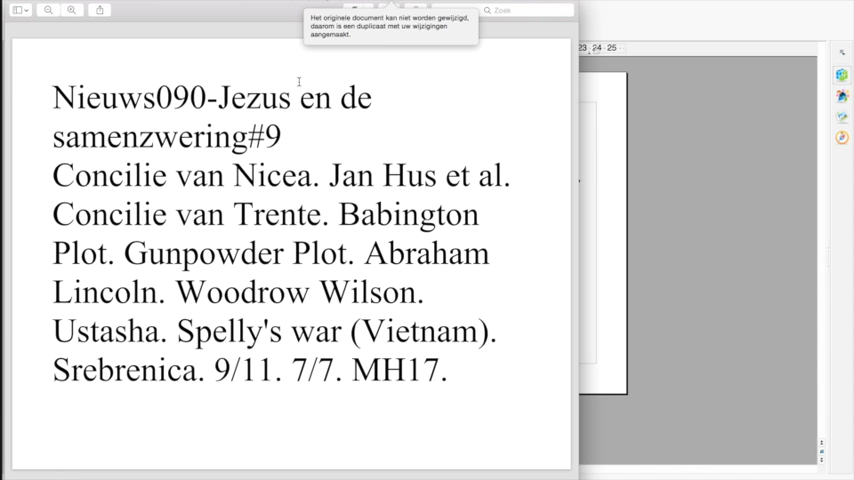 Zoek
Het originele document kan niet worden gewijzigd,
daarom is een duplicaat met uw wijzigingen
aangemaakt.
23 24 25
Nieuws090-Jezus en de
samenzwering#9
Concilie van Nicea. Jan Hus et al.
Concilie van Trente. Babington
Plot. Gunpowder Plot. Abraham
Lincoln. Woodrow Wilson.
Ustasha. Spelly's war (Vietnam).
Srebrenica. 9/11. 7/7. MH17.